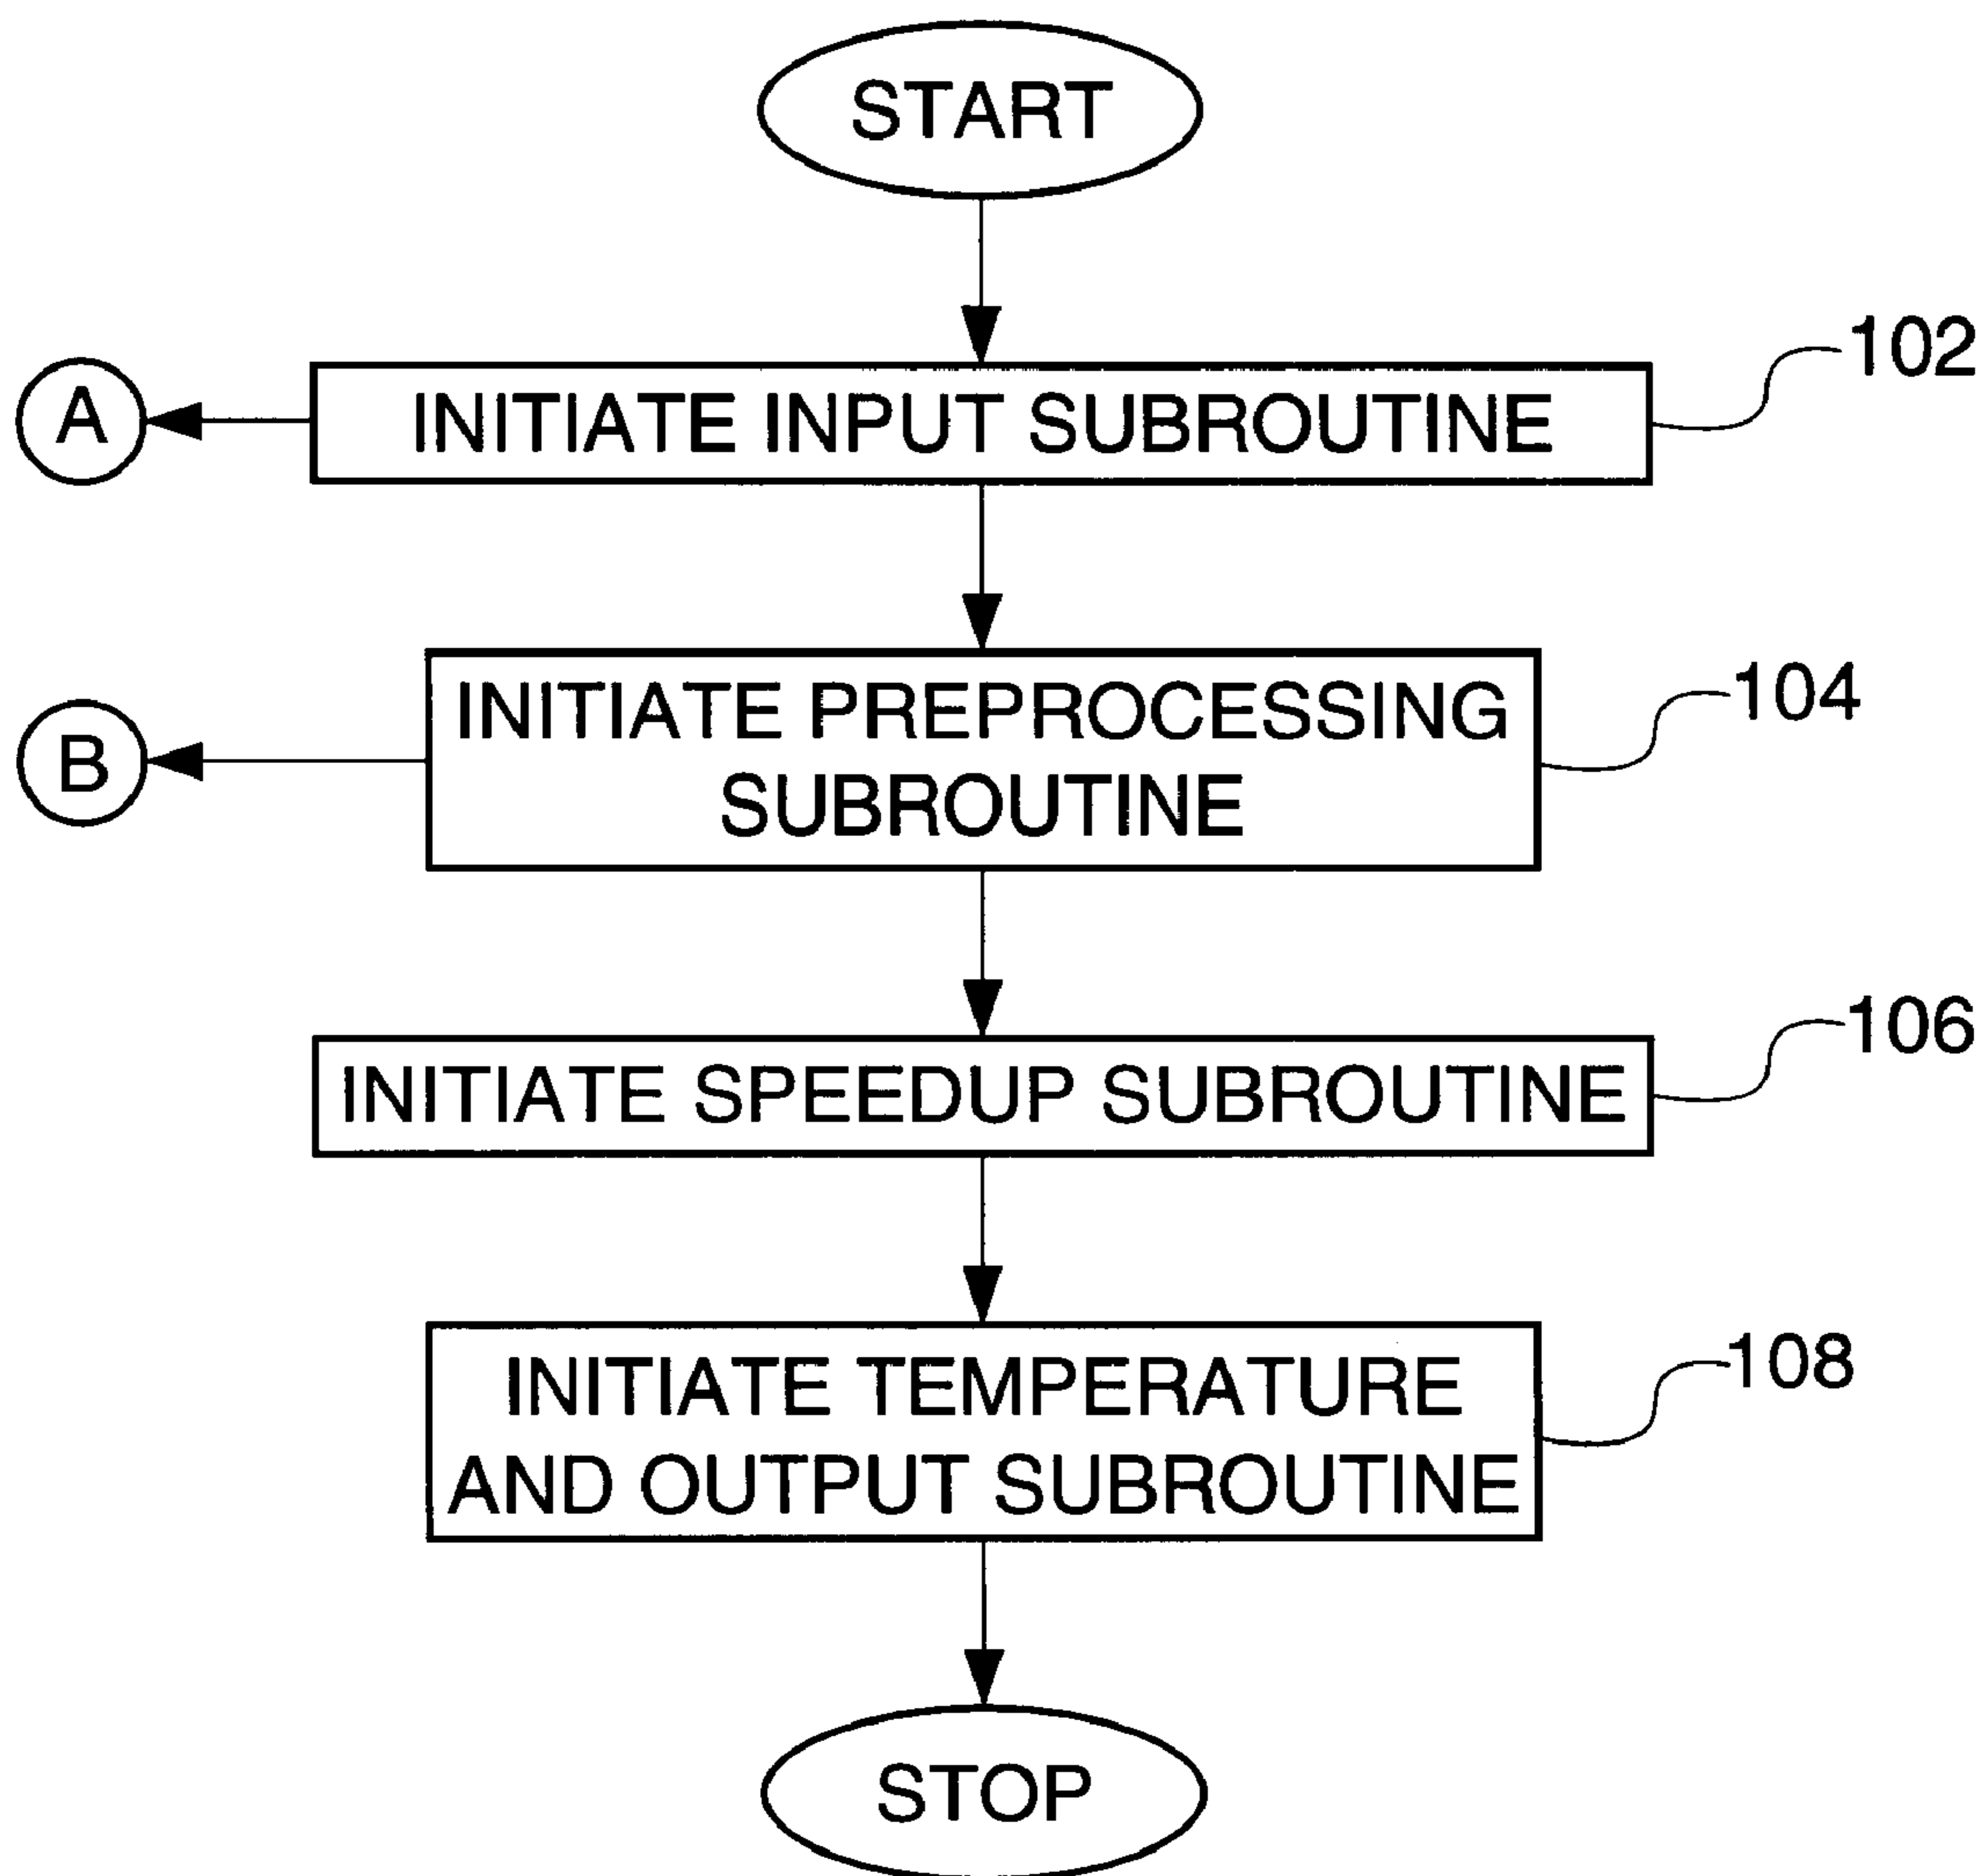 START
102
A
INITIATE INPUT SUBROUTINE
104
B
INITIATE PREPROCESSING
SUBROUTINE
106
INITIATE SPEEDUP SUBROUTINE
108
INITIATE TEMPERATURE
AND OUTPUT SUBROUTINE
STOP